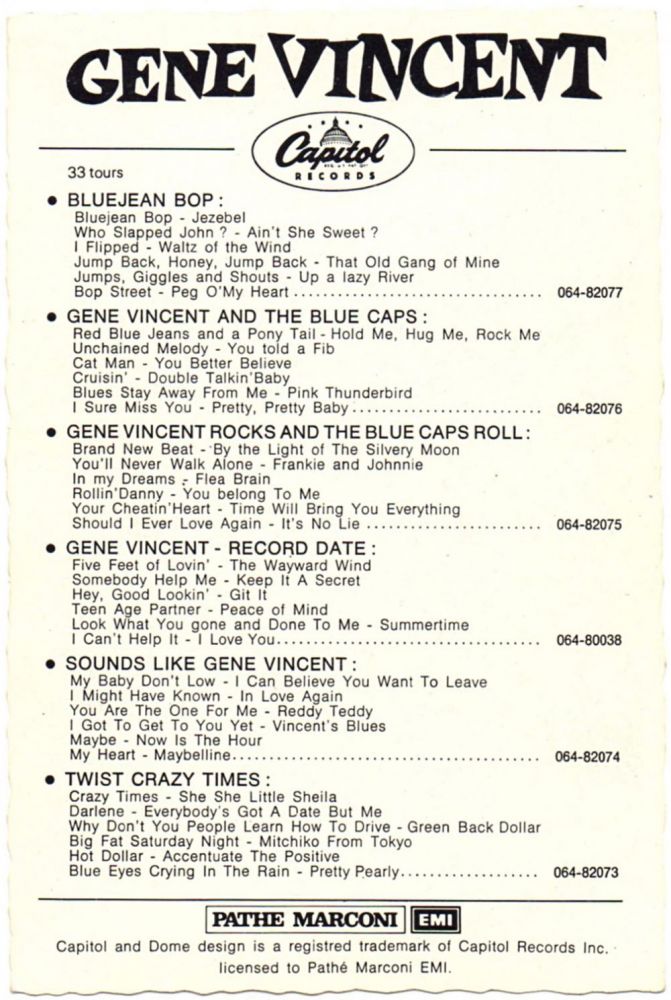 GENE VINCENT
Capitol
RECORDS
33 tours
• BLUEJEAN BOP :
Bluejean Bop - Jezebel
Who Slapped John ? - Ain't She Sweet ?
I Flipped - Waltz of the Wind
Jump Back, Honey, Jump Back - That Old Gang of Mine
Jumps, Giggles and Shouts - Up a lazy River
Bop Street - Peg O'My Heart ................................ 064-82077
• GENE VINCENT AND THE BLUE CAPS :
Red Blue Jeans and a Pony Tail - Hold Me, Hug Me, Rock Me
Unchained Melody - You told a Fib
Cat Man - You Better Believe
Cruisin' - Double Talkin'Baby
Blues Stay Away From Me - Pink Thunderbird
I Sure Miss You - Pretty, Pretty Baby ........................ 064-82076
• GENE VINCENT ROCKS AND THE BLUE CAPS ROLL :
Brand New Beat - By the Light of The Silvery Moon
You'll Never Walk Alone - Frankie and Johnnie
In my Dreams - Flea Brain
Rollin'Danny - You belong To Me
Your Cheatin'Heart - Time Will Bring You Everything
Should I Ever Love Again - It's No Lie ........................ 064-82075
• GENE VINCENT - RECORD DATE :
Five Feet of Lovin' - The Wayward Wind
Somebody Help Me - Keep It A Secret
Hey, Good Lookin' - Git It
Teen Age Partner - Peace of Mind
Look What You gone and Done To Me - Summertime
I Can't Help It - I Love You................................... 064-80038
• SOUNDS LIKE GENE VINCENT :
My Baby Don't Low - I Can Believe You Want To Leave
I Might Have Known - In Love Again
You Are The One For Me - Reddy Teddy
I Got To Get To You Yet - Vincent's Blues
Maybe - Now Is The Hour
My Heart - Maybelline......................................... 064-82074
• TWIST CRAZY TIMES :
Crazy Times - She She Little Sheila
Darlene - Everybody's Got A Date But Me
Why Don't You People Learn How To Drive - Green Back Dollar
Big Fat Saturday Night - Mitchiko From Tokyo
Hot Dollar - Accentuate The Positive
Blue Eyes Crying In The Rain - Pretty Pearly................... 064-82073
PATHE MARCONI EMI
Capitol and Dome design is a registred trademark of Capitol Records Inc.
licensed to Pathé Marconi EMI.